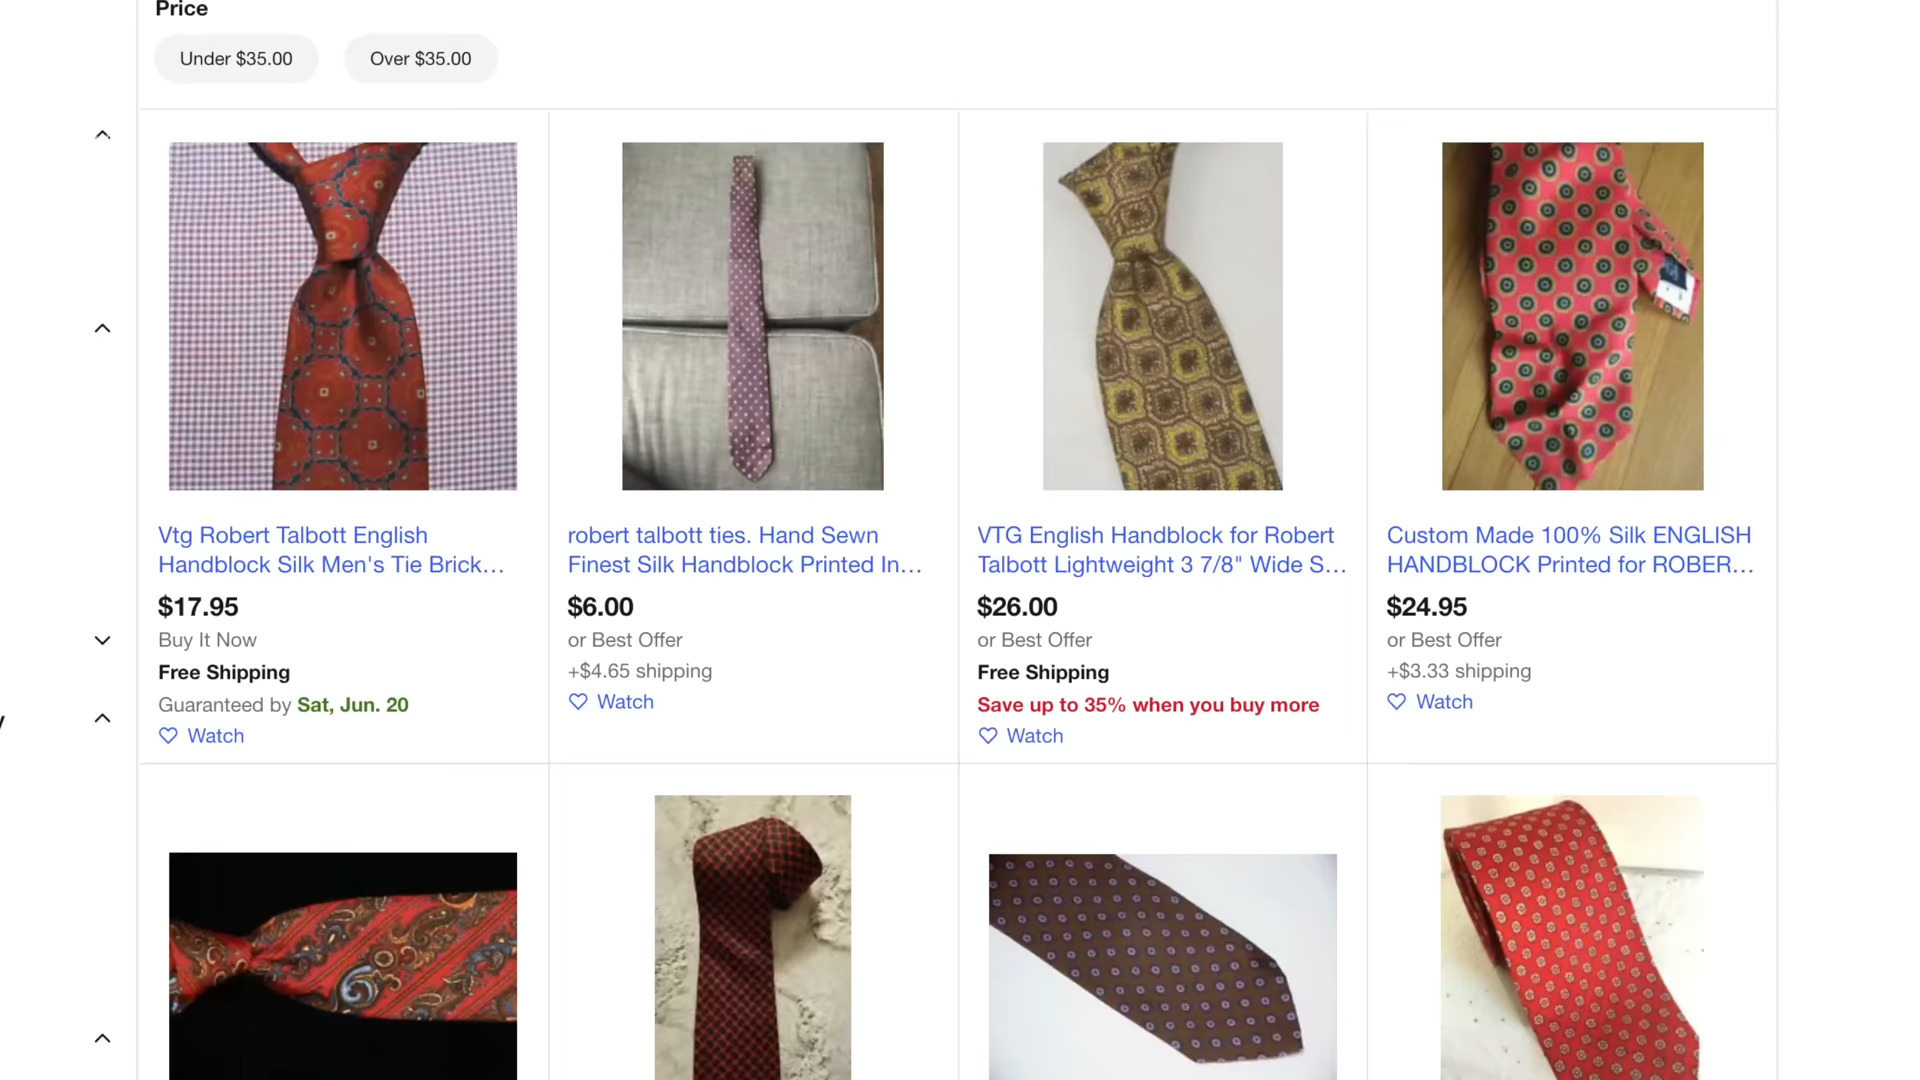 Price
Under $35.00
Over $35.00
Vtg Robert Talbott English
Handblock Silk Men's Tie Brick...
$17.95
Buy It Now
Free Shipping
Guaranteed by Sat, Jun. 20
Watch
robert talbott ties. Hand Sewn
Finest Silk Handblock Printed In...
$6.00
or Best Offer
+$4.65 shipping
Watch
VTG English Handblock for Robert
Talbott Lightweight 3 7/8" Wide S...
$26.00
or Best Offer
Free Shipping
Save up to 35% when you buy more
Watch
Custom Made 100% Silk ENGLISH
HANDBLOCK Printed for ROBER...
$24.95
or Best Offer
+$3.33 shipping
Watch